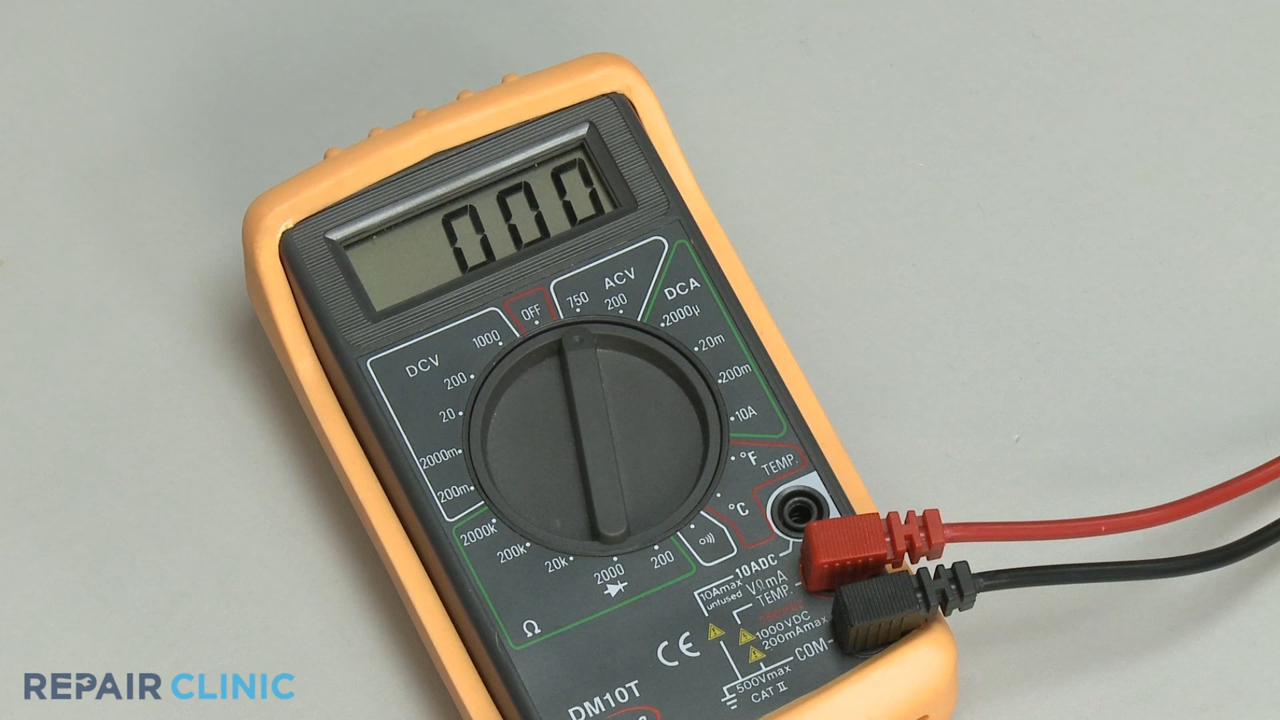 000
OFF
750
ACV
200
DCA
2000µ
20m
200m
10A
°F
TEMP.
°C
DCV
1000
200
20
2000m
200m
2000k
200k
20k
2000
200
Ω
10ADC
10Amax
unfused
VΩmA
TEMP.
1000VDC
200mAmax
COM
500Vmax
CAT II
CE
DM10T
REPAIR CLINIC